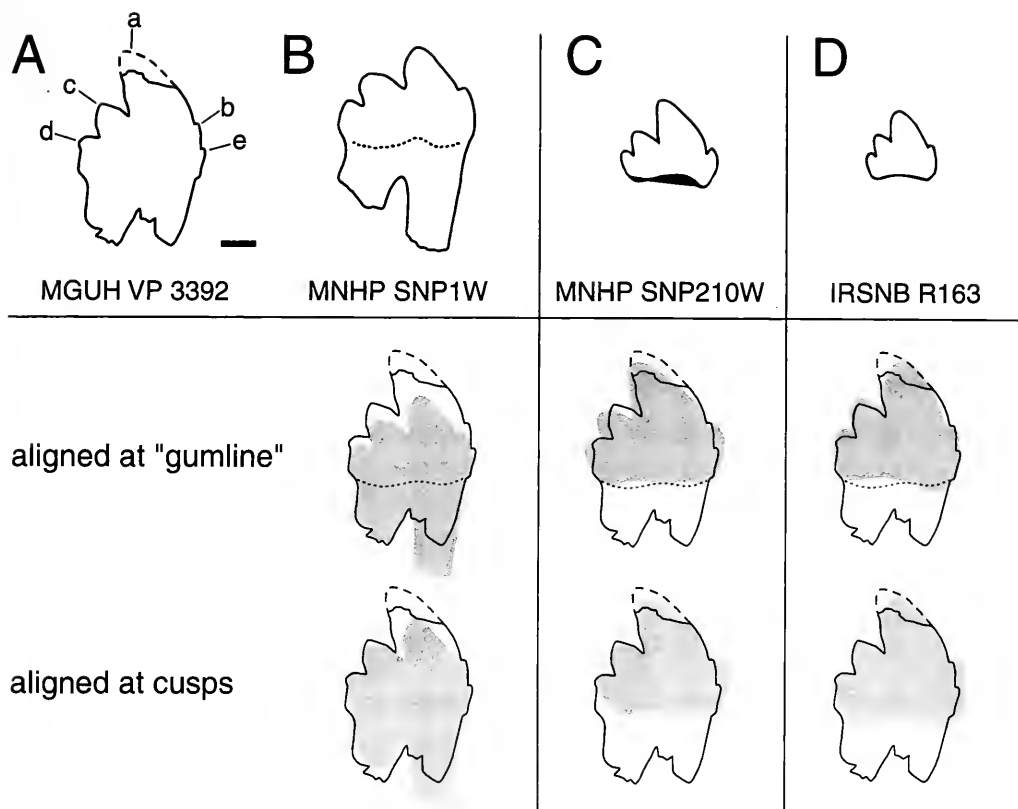 A B C D
a
c
b
d
e
MGUH VP 3392 MNHP SNP1W MNHP SNP210W IRSNB R163
aligned at "gumline"
aligned at cusps